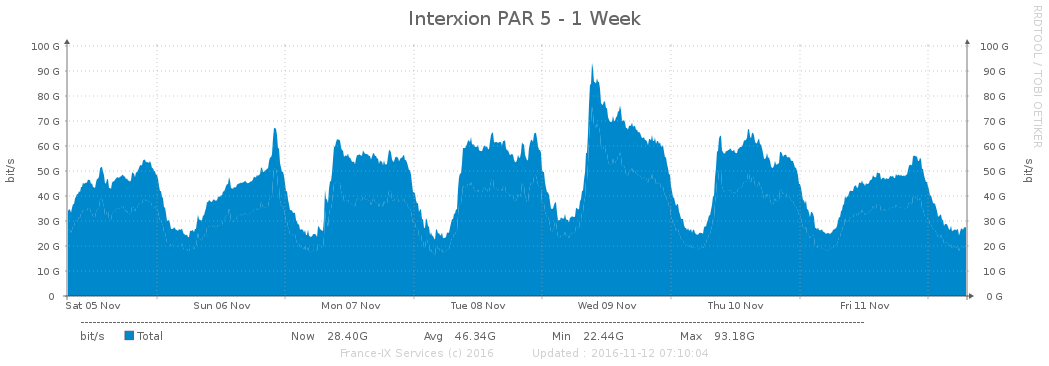 Interxion PAR 5 - 1 Week
RRDTOOL / TOBI OETIKER
bit/s
bit/s
100 G 100 G
90 G 90 G
80 G 80 G
70 G 70 G
60 G 60 G
50 G 50 G
40 G 40 G
30 G 30 G
20 G 20 G
10 G 10 G
0 0 G
Sat 05 Nov Sun 06 Nov Mon 07 Nov Tue 08 Nov Wed 09 Nov Thu 10 Nov Fri 11 Nov
bit/s Total Now 28.40G Avg 46.34G Min 22.44G Max 93.18G
France-IX Services (c) 2016 Updated : 2016-11-12 07:10:04